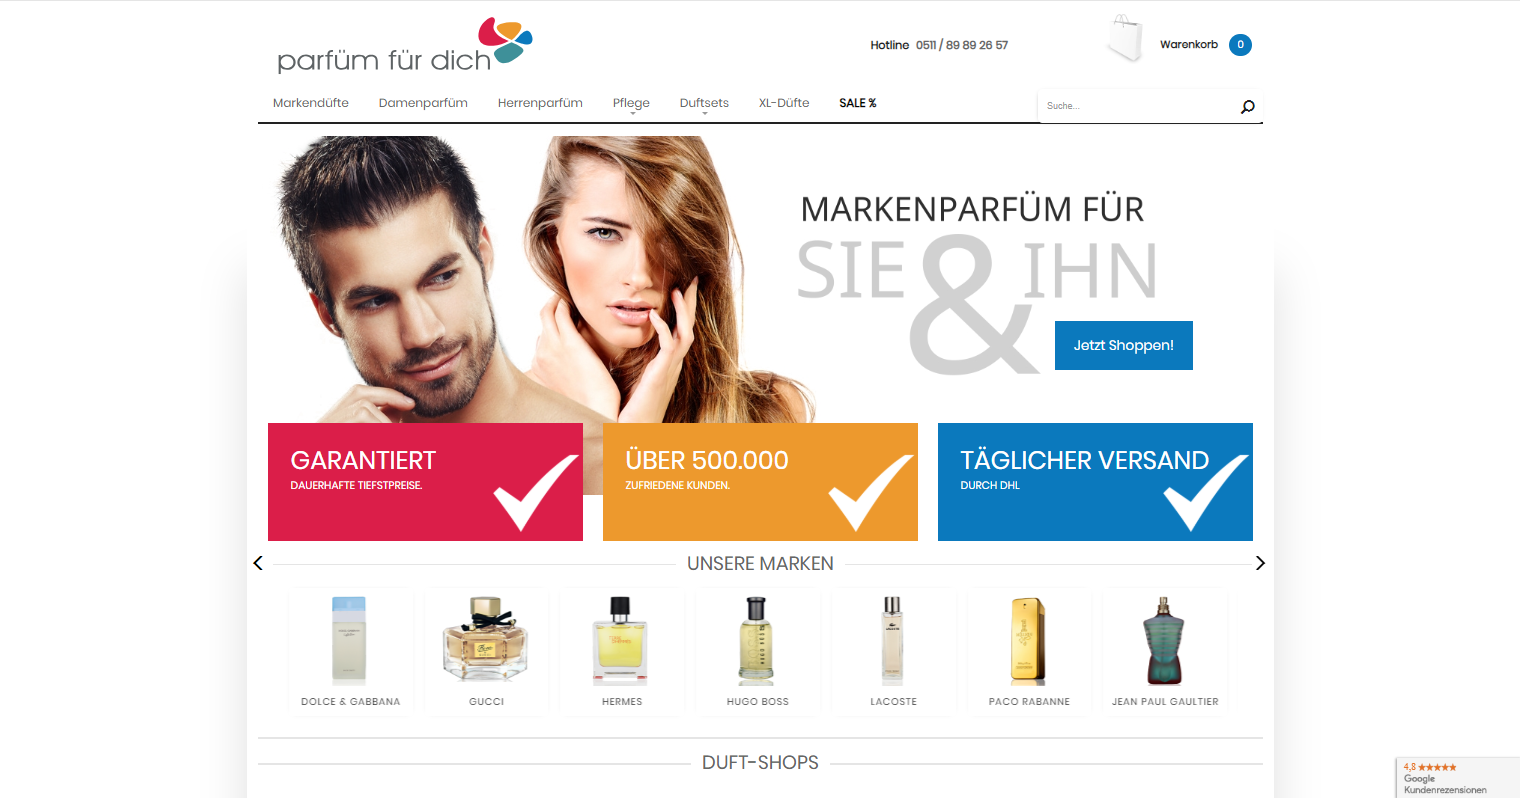 parfüm für dich
Hotline 0511 / 89 89 26 57
Warenkorb 0
Markendüfte Damenparfüm Herrenparfüm Pflege Duftsets XL-Düfte SALE %
Suche...
MARKENPARFÜM FÜR
SIE & IHN
Jetzt Shoppen!
GARANTIERT
DAUERHAFTE TIEFSTPREISE.
ÜBER 500.000
ZUFRIEDENE KUNDEN.
TÄGLICHER VERSAND
DURCH DHL
UNSERE MARKEN
DOLCE & GABBANA
GUCCI
HERMES
HUGO BOSS
LACOSTE
PACO RABANNE
JEAN PAUL GAULTIER
DUFT-SHOPS
4,8 ★★★★★
Google
Kundenrezensionen